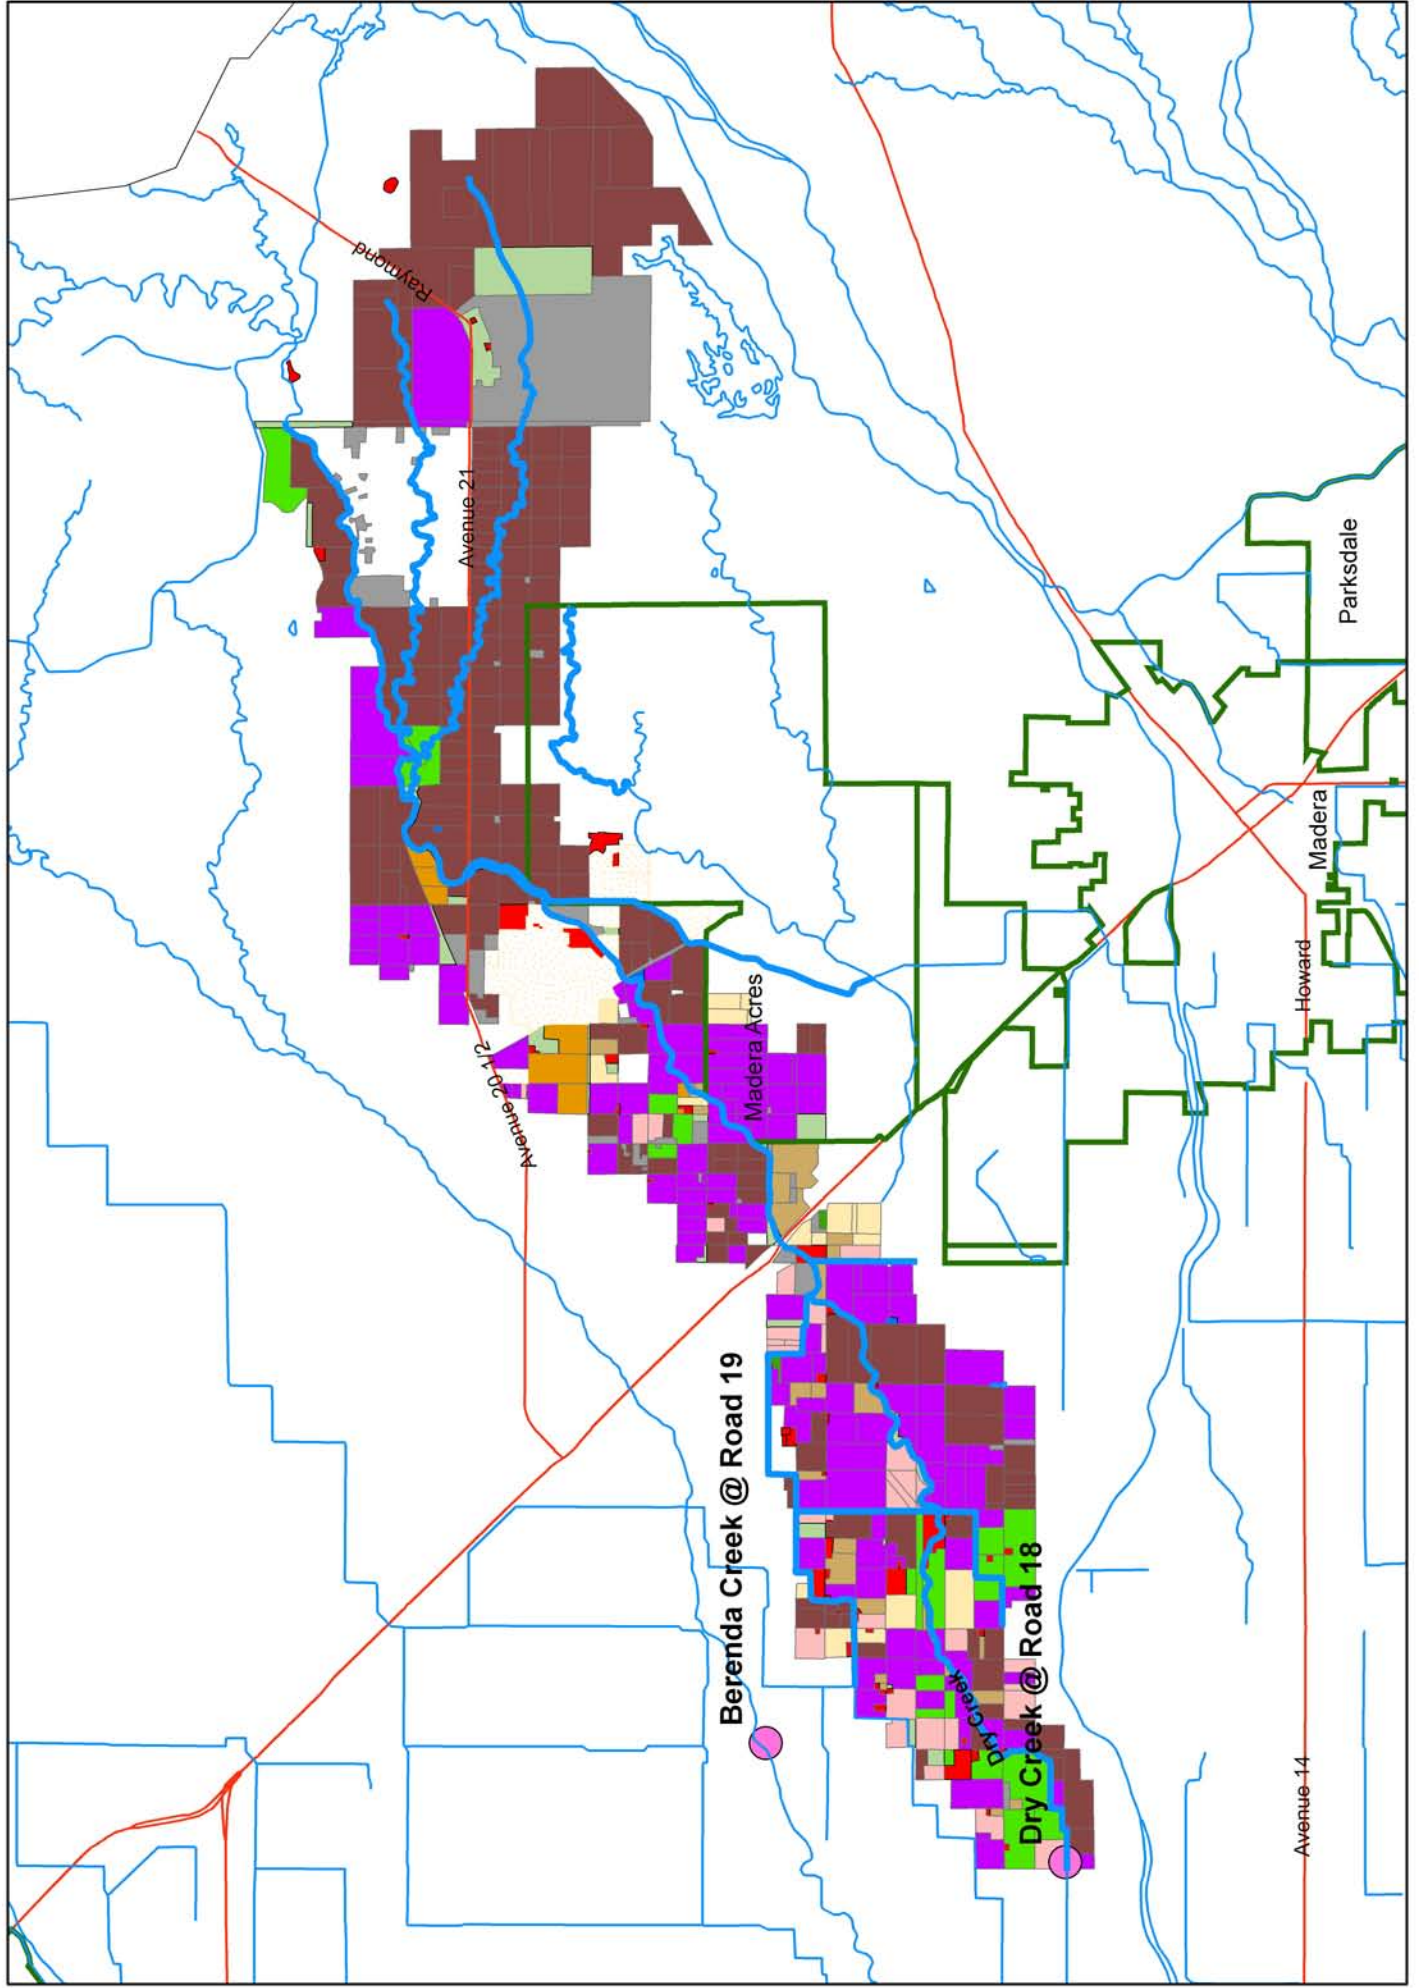 Raymond
Avenue 21
Avenue 20 1/2
Madera Acres
Parksdale
Madera
Howard
Berenda Creek @ Road 19
Dry Creek
Dry Creek @ Road 18
Avenue 14